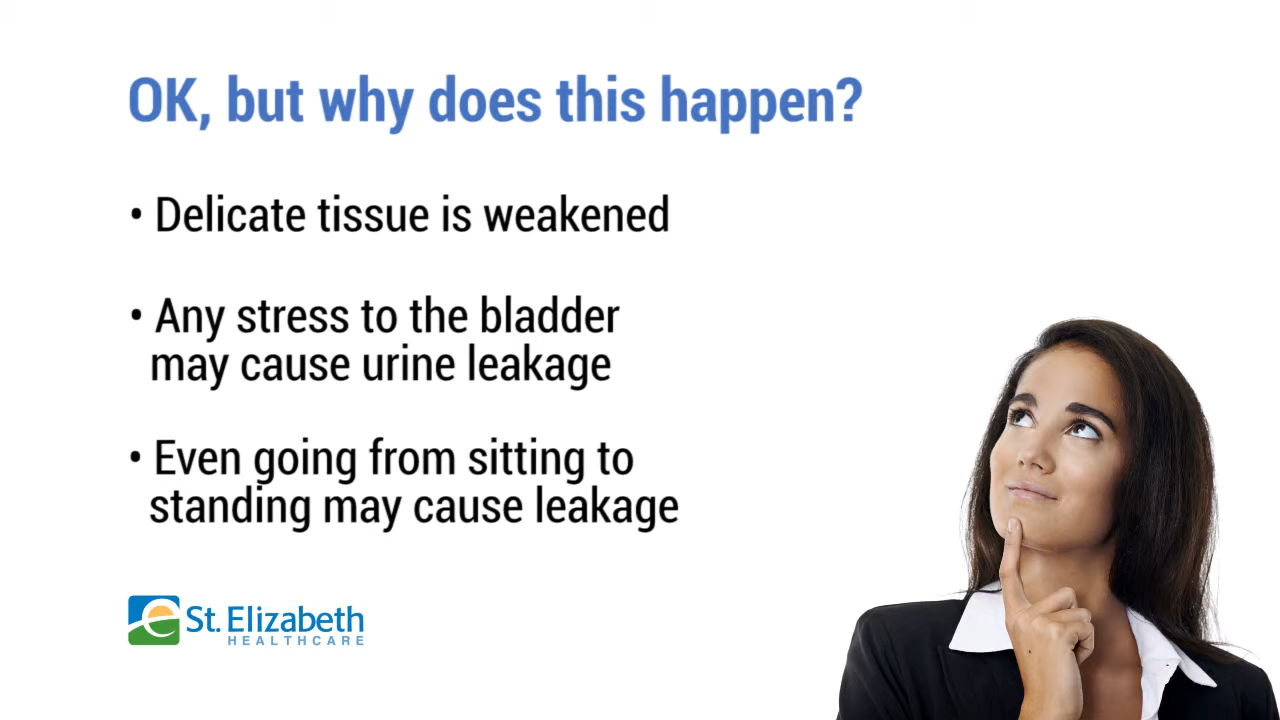 OK, but why does this happen?
• Delicate tissue is weakened
• Any stress to the bladder
may cause urine leakage
• Even going from sitting to
standing may cause leakage
St. Elizabeth
HEALTHCARE